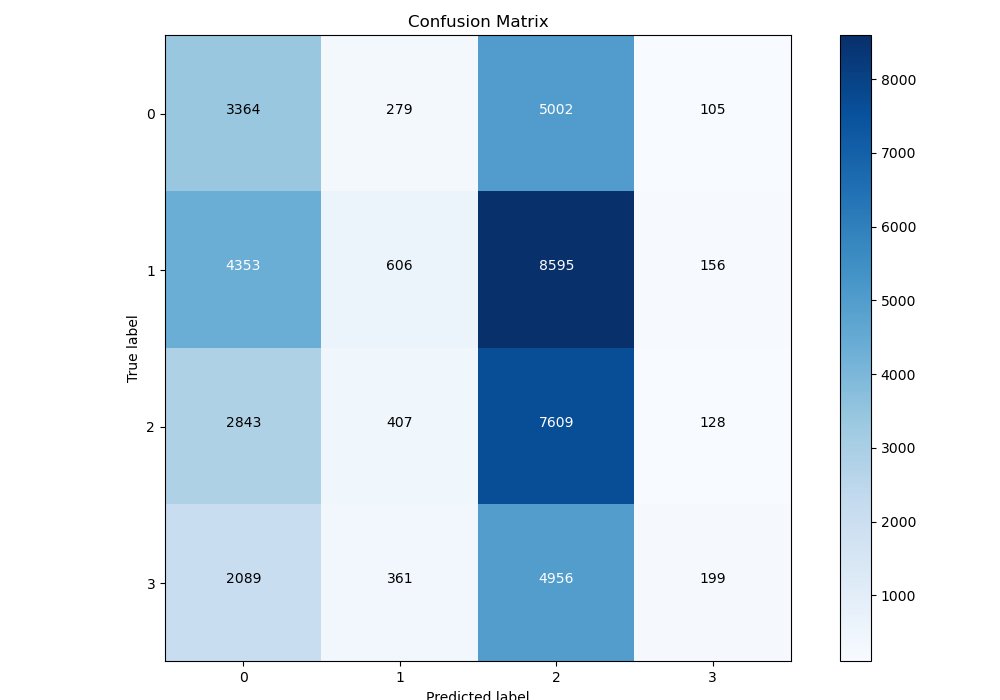 Confusion Matrix
0 3364 279 5002 105
1 4353 606 8595 156
2 2843 407 7609 128
3 2089 361 4956 199
0 1 2 3
True label
Predicted label
8000
7000
6000
5000
4000
3000
2000
1000